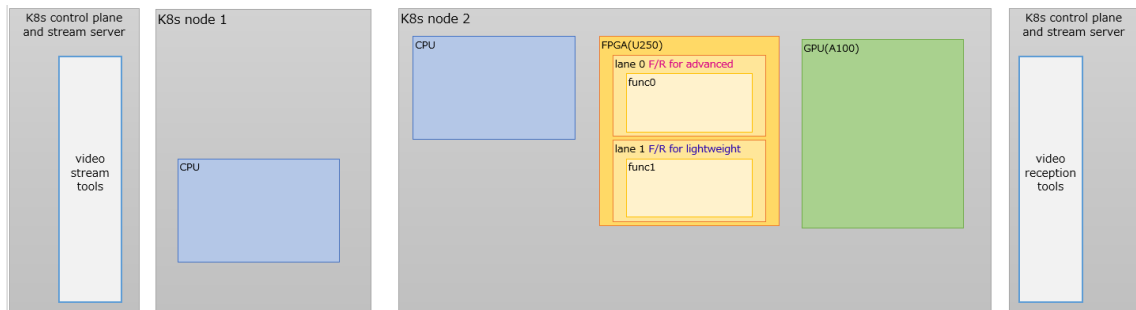 K8s control plane
and stream server
video
stream
tools
K8s node 1
CPU
K8s node 2
CPU
FPGA(U250)
lane 0 F/R for advanced
func0
lane 1 F/R for lightweight
func1
GPU(A100)
K8s control plane
and stream server
video
reception
tools